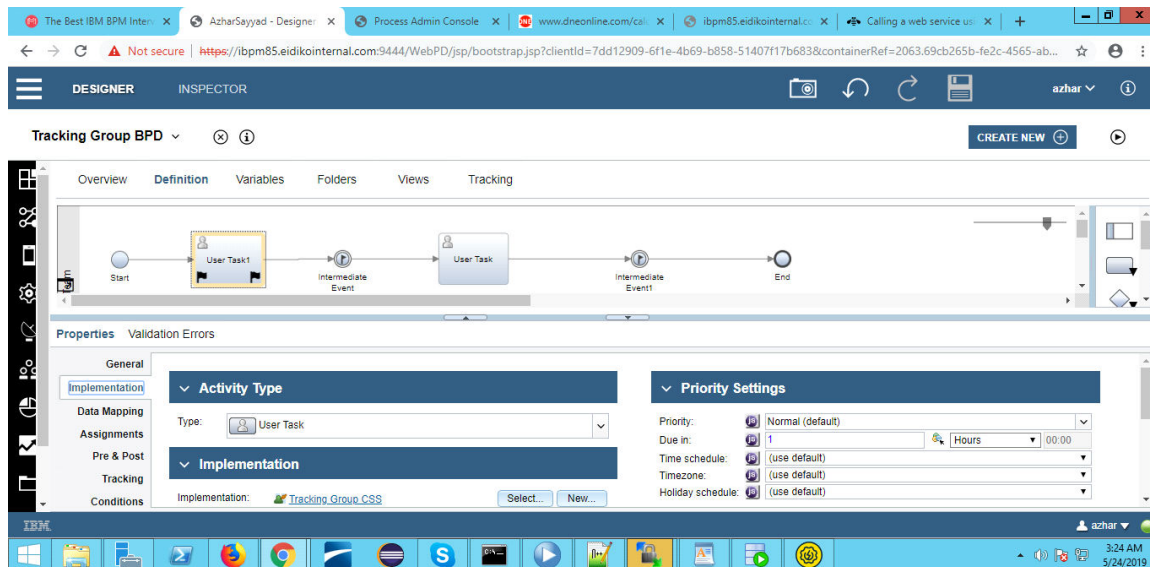 The Best IBM BPM Interv
AzharSayyad - Designer
Process Admin Console
www.dneonline.com/calc
ibpm85.eidikointernal.co
Calling a web service usi
Not secure
https://ibpm85.eidikointernal.com:9444/WebPD/jsp/bootstrap.jsp?clientId=7dd12909-6f1e-4b69-b858-51407f17b683&containerRef=2063.69cb265b-fe2c-4565-ab...
DESIGNER
INSPECTOR
azhar
Tracking Group BPD
CREATE NEW
Overview
Definition
Variables
Folders
Views
Tracking
Start
User Task1
Intermediate
Event
User Task
Intermediate
Event1
End
Properties
Validation Errors
General
Implementation
Data Mapping
Assignments
Pre & Post
Tracking
Conditions
Activity Type
Type:
User Task
Implementation
Implementation:
Tracking Group CSS
Select...
New...
Priority Settings
Priority:
Normal (default)
Due in:
1
Hours
00:00
Time schedule:
(use default)
Timezone:
(use default)
Holiday schedule:
(use default)
IBM
azhar
3:24 AM
5/24/2019